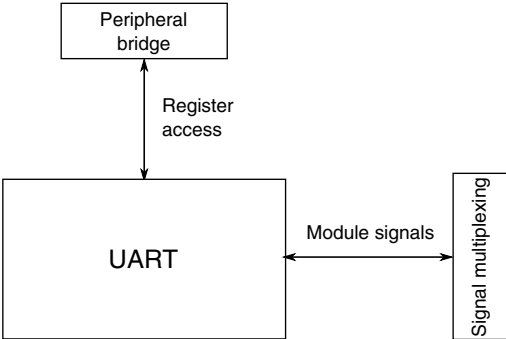 Peripheral
bridge
Register
access
UART
Module signals
Signal multiplexing